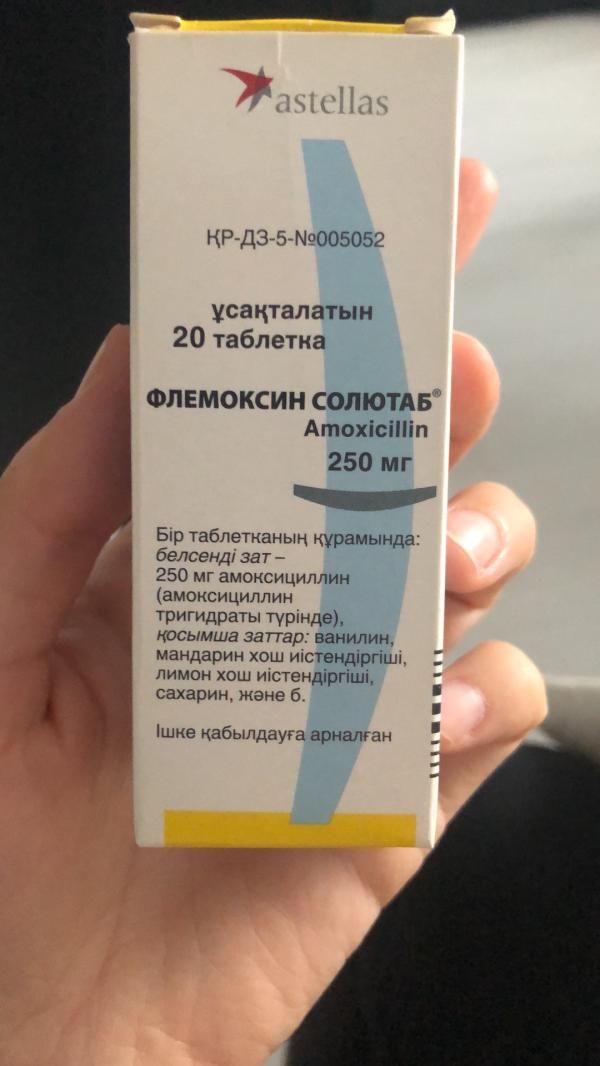 astellas
ҚР-ДЗ-5-№005052
ұсақталатын
20 таблетка
ФЛЕМОКСИН СОЛЮТАБ®
Amoxicillin
250 мг
Бір таблетканың құрамында:
белсенді зат –
250 мг амоксициллин
(амоксициллин
тригидраты түрінде),
қосымша заттар: ванилин,
мандарин хош иістендіргіші,
лимон хош иістендіргіші,
сахарин, және б.
Ішке қабылдауға арналған